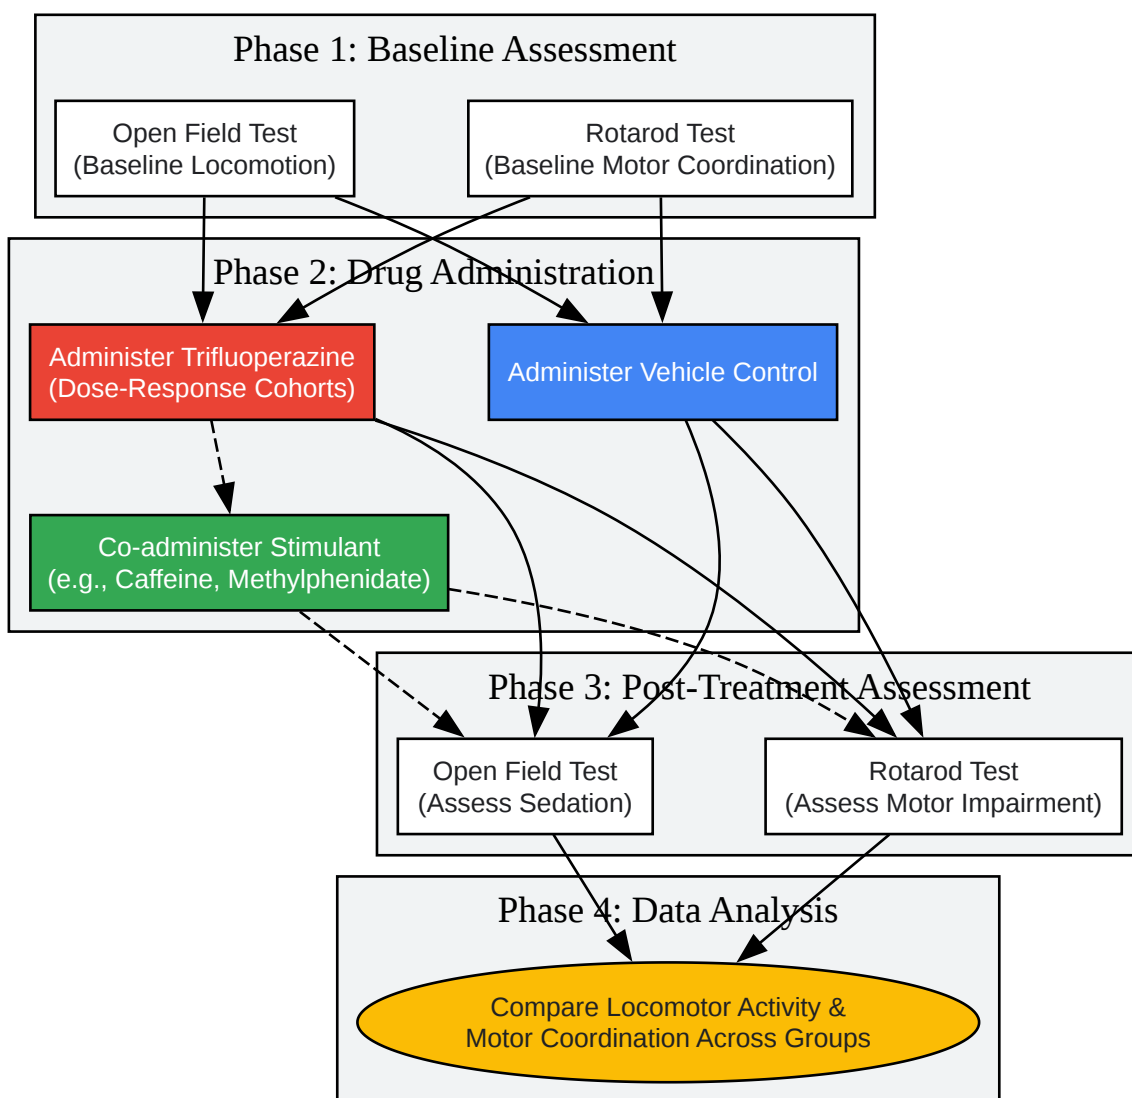 Phase 1: Baseline Assessment
Open Field Test
(Baseline Locomotion)
Rotarod Test
(Baseline Motor Coordination)
Phase 2: Drug Administration
Administer Trifluoperazine
(Dose-Response Cohorts)
Administer Vehicle Control
Co-administer Stimulant
(e.g., Caffeine, Methylphenidate)
Phase 3: Post-Treatment Assessment
Open Field Test
(Assess Sedation)
Rotarod Test
(Assess Motor Impairment)
Phase 4: Data Analysis
Compare Locomotor Activity &
Motor Coordination Across Groups